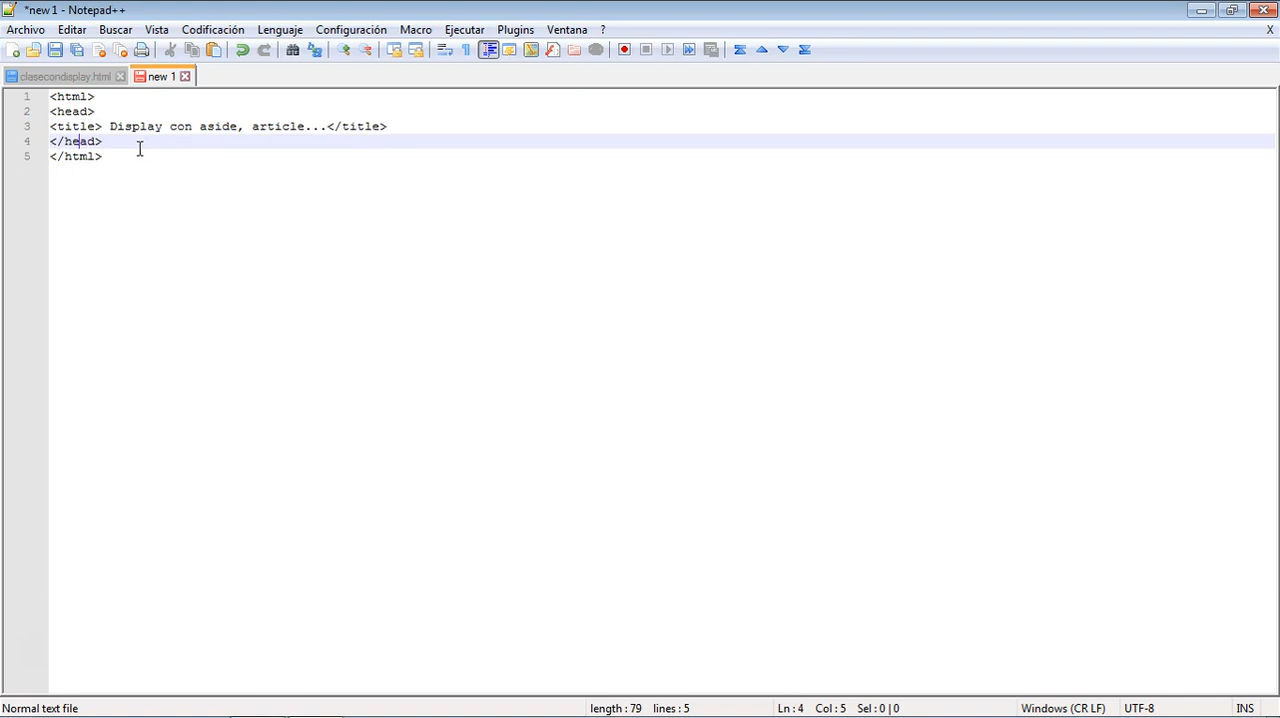 *new 1 - Notepad++
Archivo Editar Buscar Vista Codificación Lenguaje Configuración Macro Ejecutar Plugins Ventana ? X
clasecondisplay.html new 1
1 <html>
2 <head>
3 <title> Display con aside, article...</title>
4 </head>
5 </html>
Normal text file length : 79 lines : 5 Ln : 4 Col : 5 Sel : 0 | 0 Windows (CR LF) UTF-8 INS